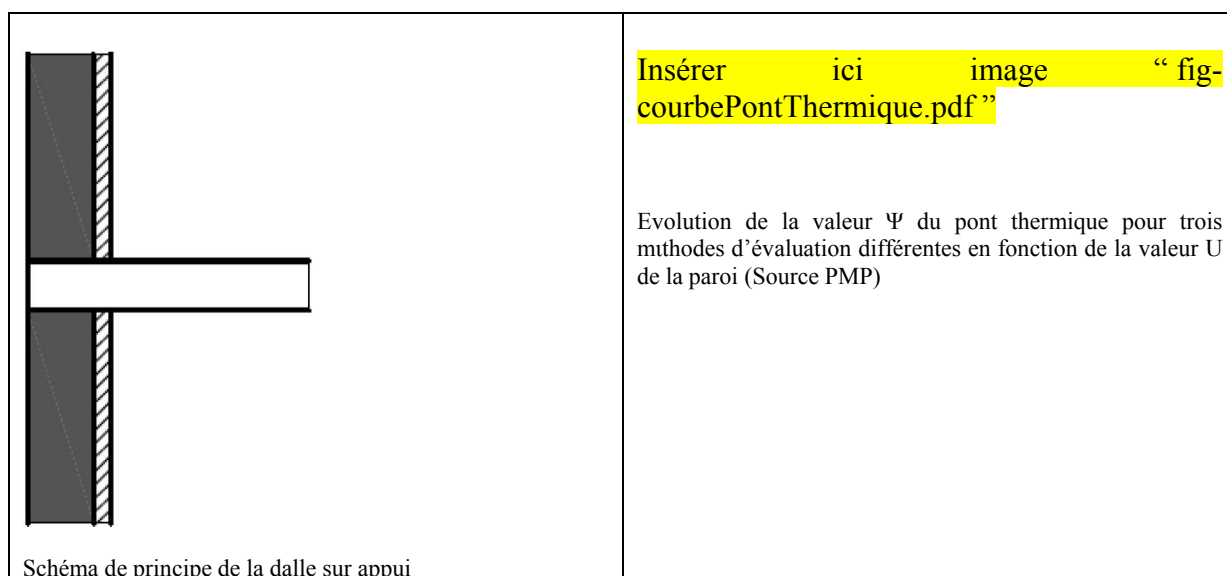 Insérer ici image “ fig-
courbePontThermique.pdf ”
Evolution de la valeur Ψ du pont thermique pour trois
mιthodes d’évaluation différentes en fonction de la valeur U
de la paroi (Source PMP)
Schéma de principe de la dalle sur appui